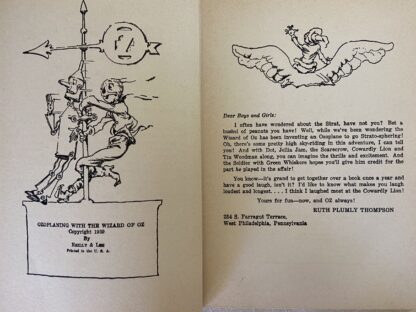 OZ
OZOPLANING WITH THE WIZARD OF OZ
Copyright 1939
By
REILLY & LEE
Printed in the U. S. A.
Dear Boys and Girls:
I often have wondered about the Strat, have not you? Bet a
bushel of peanuts you have! Well, while we've been wondering the
Wizard of Oz has been inventing an Ozoplane to go Strato-sphering!
Oh, there's some pretty high sky-riding in this adventure, I can tell
you! And with Dot, Jellia Jam, the Scarecrow, Cowardly Lion and
Tin Woodman along, you can imagine the thrills and excitement. And
the Soldier with Green Whiskers hopes you'll give him credit for the
part he played in the affair!
You know—it's grand to get together over a book once a year and
have a good laugh, isn't it? I'd like to know what makes you laugh
loudest and longest. . . . I think I laughed most at the Cowardly Lion!
Yours for fun—now, and OZ always!
RUTH PLUMLY THOMPSON
254 S. Farragut Terrace,
West Philadelphia, Pennsylvania